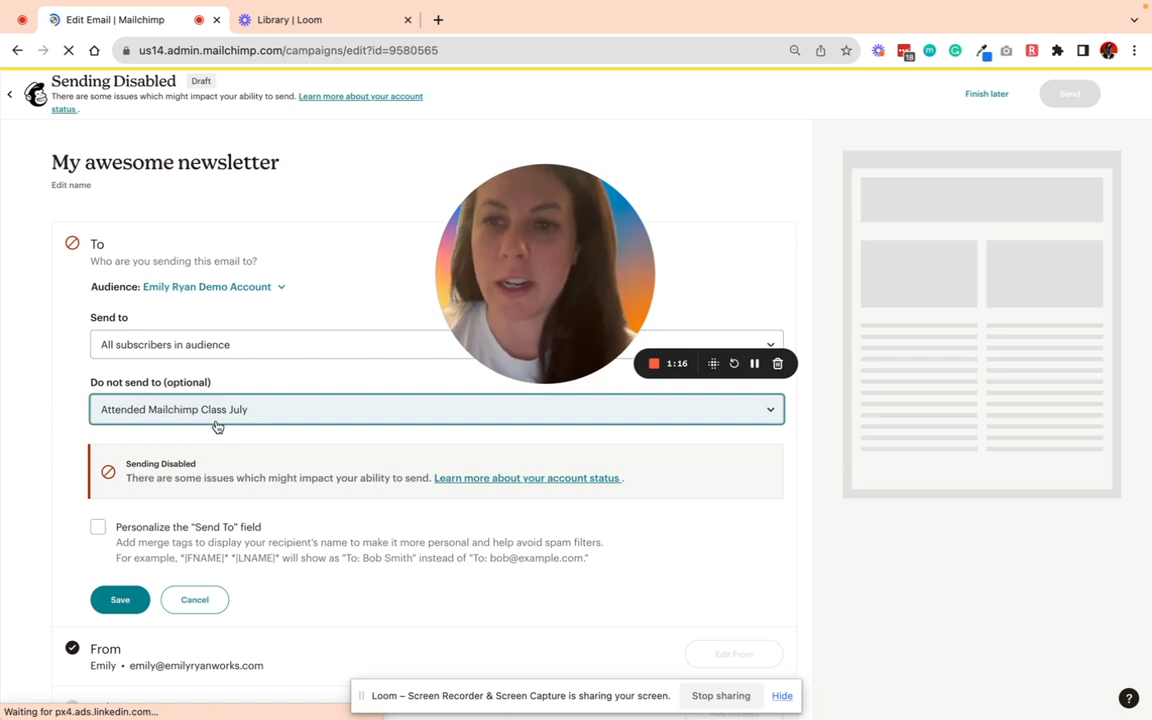 Edit Email | Mailchimp
Library | Loom
us14.admin.mailchimp.com/campaigns/edit?id=9580565
18
R
Sending Disabled Draft
There are some issues which might impact your ability to send. Learn more about your account
status .
Finish later
Send
My awesome newsletter
Edit name
To
Who are you sending this email to?
Audience: Emily Ryan Demo Account
Send to
All subscribers in audience
1:16
Do not send to (optional)
Attended Mailchimp Class July
Sending Disabled
There are some issues which might impact your ability to send. Learn more about your account status .
Personalize the "Send To" field
Add merge tags to display your recipient's name to make it more personal and help avoid spam filters.
For example, *|FNAME|* *|LNAME|* will show as "To: Bob Smith" instead of "To: bob@example.com."
Save
Cancel
From
Emily • emily@emilyryanworks.com
Edit From
Loom – Screen Recorder & Screen Capture is sharing your screen.
Stop sharing
Hide
Waiting for px4.ads.linkedin.com...
?